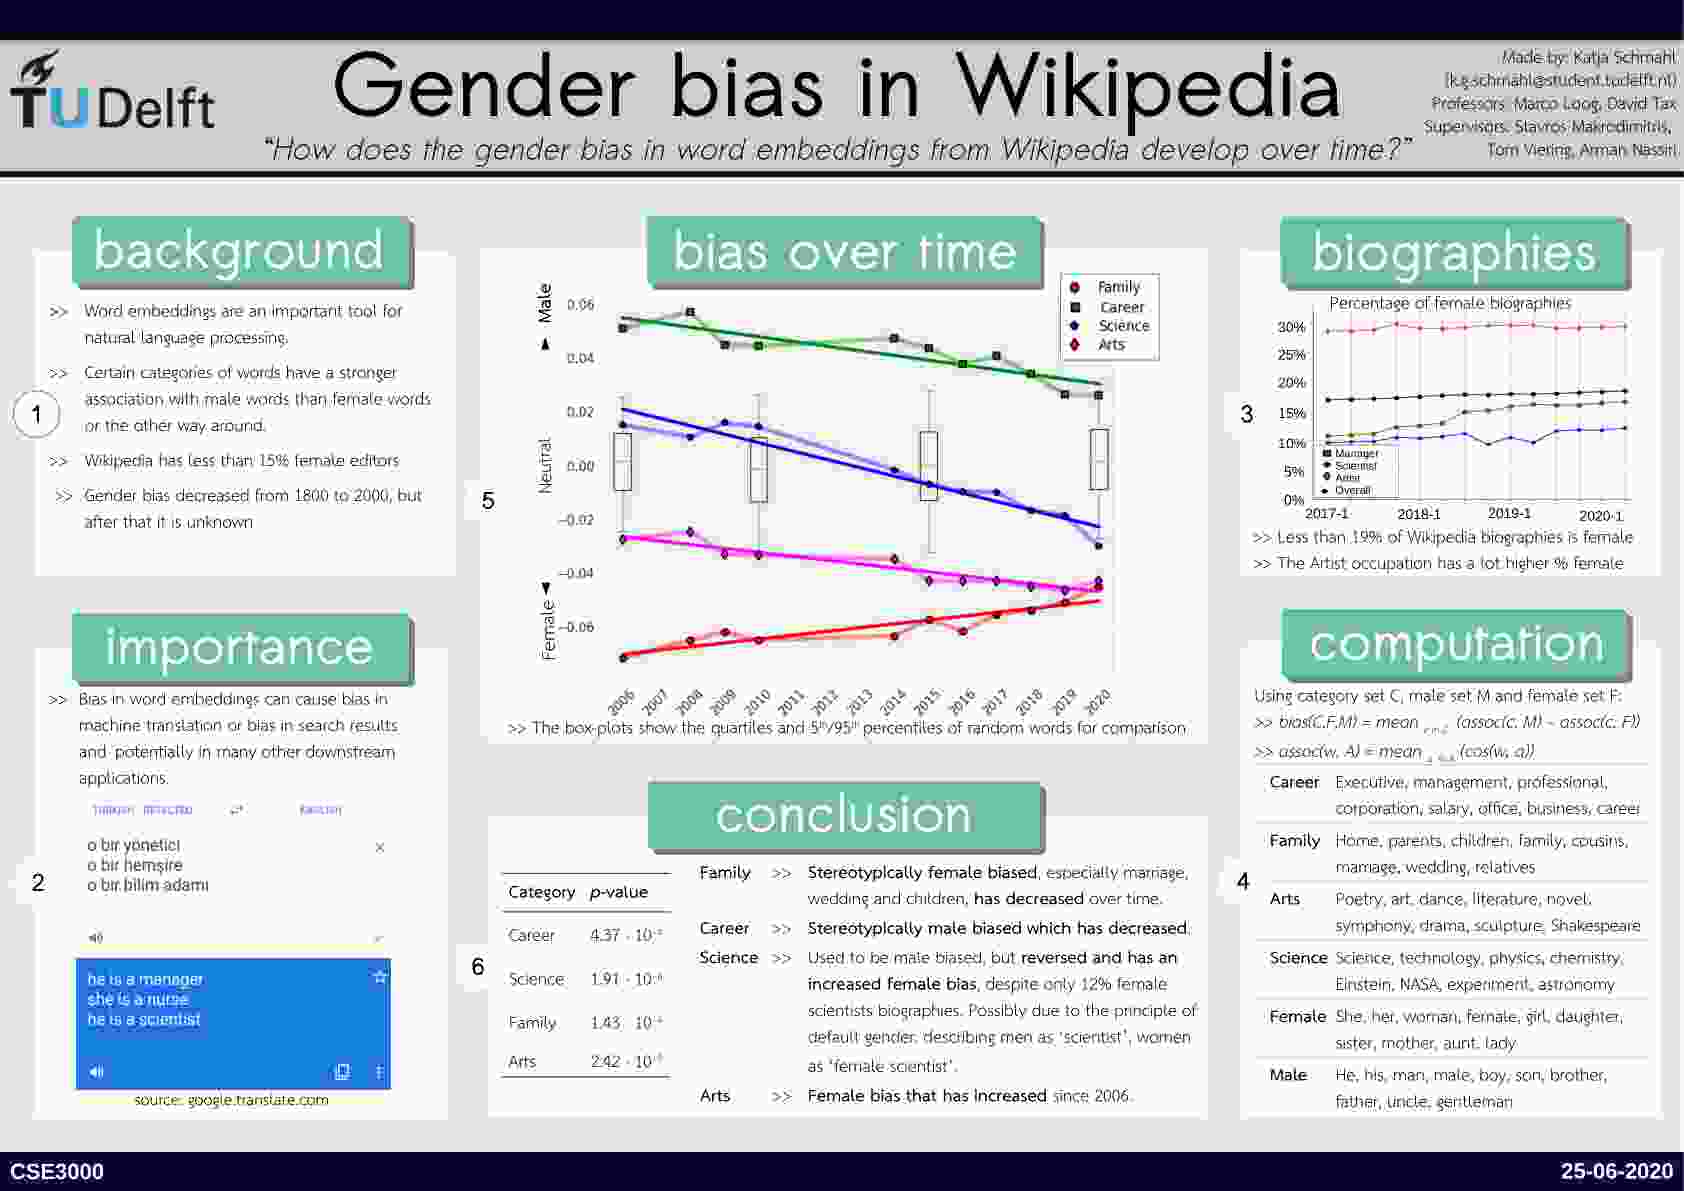 TU Delft
Gender bias in Wikipedia
“How does the gender bias in word embeddings from Wikipedia develop over time?”
Made by: Katja Schmahl
(k.g.schmahl@student.tudelft.nl)
Professors: Marco Loog, David Tax
Supervisors: Stavros Makrodimitris,
Tom Viering, Arman Nassiri
background
1
>> Word embeddings are an important tool for
natural language processing.
>> Certain categories of words have a stronger
association with male words than female words
or the other way around.
>> Wikipedia has less than 15% female editors
>> Gender bias decreased from 1800 to 2000, but
after that it is unknown
importance
2
>> Bias in word embeddings can cause bias in
machine translation or bias in search results
and potentially in many other downstream
applications.
TURKISH DETECTED
ENGLISH
o bir yönetici
o bir hemşire
o bir bilim adamı
he is a manager
she is a nurse
he is a scientist
source: google.translate.com
bias over time
5
Family
Career
Science
Arts
Male
Neutral
Female
0.06
0.04
0.02
0.00
−0.02
−0.04
−0.06
2006 2007 2008 2009 2010 2011 2012 2013 2014 2015 2016 2017 2018 2019 2020
>> The box-plots show the quartiles and 5th/95th percentiles of random words for comparison
conclusion
6
Category p-value
Career 4.37 · 10
Science 1.91 · 10
Family 1.43 · 10
Arts 2.42 · 10
Family >> Stereotypically female biased, especially marriage,
wedding and children, has decreased over time.
Career >> Stereotypically male biased which has decreased.
Science >> Used to be male biased, but reversed and has an
increased female bias, despite only 12% female
scientists biographies. Possibly due to the principle of
default gender, describing men as ‘scientist’, women
as ‘female scientist’.
Arts >> Female bias that has increased since 2006.
biographies
3
Percentage of female biographies
30%
25%
20%
15%
10%
5%
0%
Manager
Scientist
Artist
Overall
2017-1 2018-1 2019-1 2020-1
>> Less than 19% of Wikipedia biographies is female
>> The Artist occupation has a lot higher % female
computation
4
Using category set C, male set M and female set F:
>> bias(C,F,M) = mean (assoc(c, M) - assoc(c, F))
>> assoc(w, A) = mean (cos(w, a))
Career Executive, management, professional,
corporation, salary, office, business, career
Family Home, parents, children, family, cousins,
marriage, wedding, relatives
Arts Poetry, art, dance, literature, novel,
symphony, drama, sculpture, Shakespeare
Science Science, technology, physics, chemistry,
Einstein, NASA, experiment, astronomy
Female She, her, woman, female, girl, daughter,
sister, mother, aunt, lady
Male He, his, man, male, boy, son, brother,
father, uncle, gentleman
CSE3000
25-06-2020